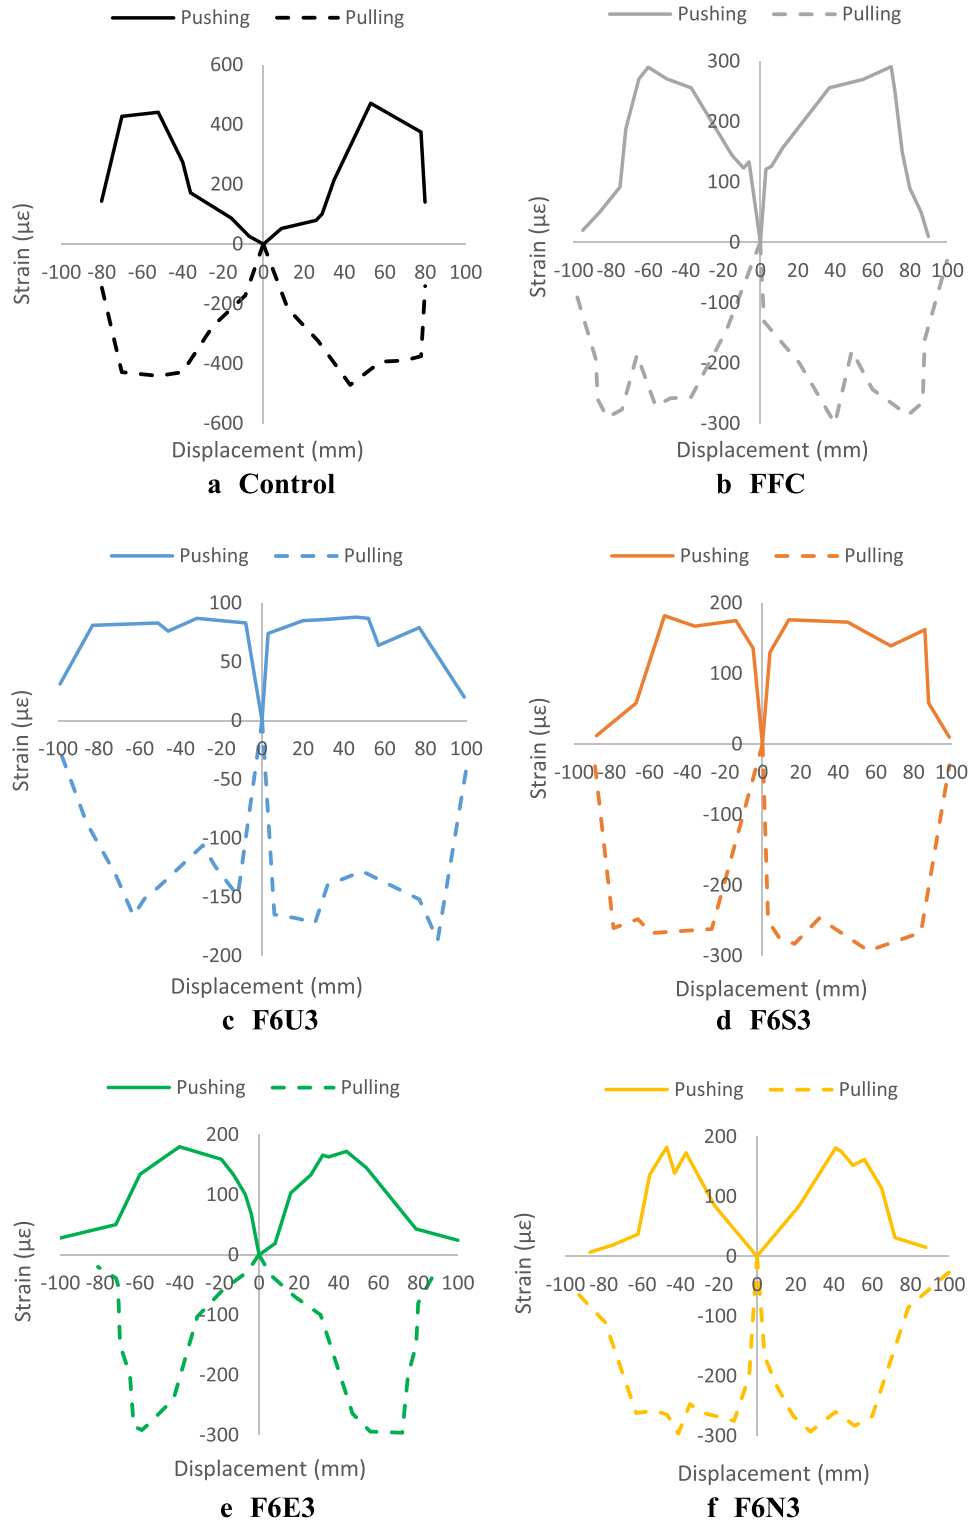 Pushing Pulling
600
400
200
0
-200
-400
-600
-100 -80 -60 -40 -20 0 20 40 60 80 100
Strain (με)
Displacement (mm)
a Control
Pushing Pulling
300
200
100
0
-100
-200
-300
-100 -80 -60 -40 -20 0 20 40 60 80 100
Strain (με)
Displacement (mm)
b FFC
Pushing Pulling
100
50
0
-50
-100
-150
-200
-100 -80 -60 -40 -20 0 20 40 60 80 100
Strain (με)
Displacement (mm)
c F6U3
Pushing Pulling
200
100
0
-100
-200
-300
-100 -80 -60 -40 -20 0 20 40 60 80 100
Strain (με)
Displacement (mm)
d F6S3
Pushing Pulling
200
100
0
-100
-200
-300
-100 -80 -60 -40 -20 0 20 40 60 80 100
Strain (με)
Displacement (mm)
e F6E3
Pushing Pulling
200
100
0
-100
-200
-300
-100 -80 -60 -40 -20 0 20 40 60 80 100
Strain (με)
Displacement (mm)
f F6N3